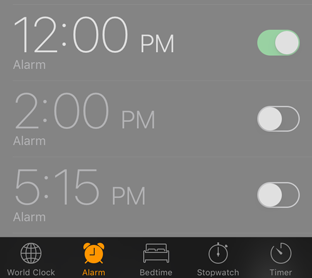 12:00 PM
Alarm
2:00 PM
Alarm
5:15 PM
Alarm
World Clock Alarm Bedtime Stopwatch Timer